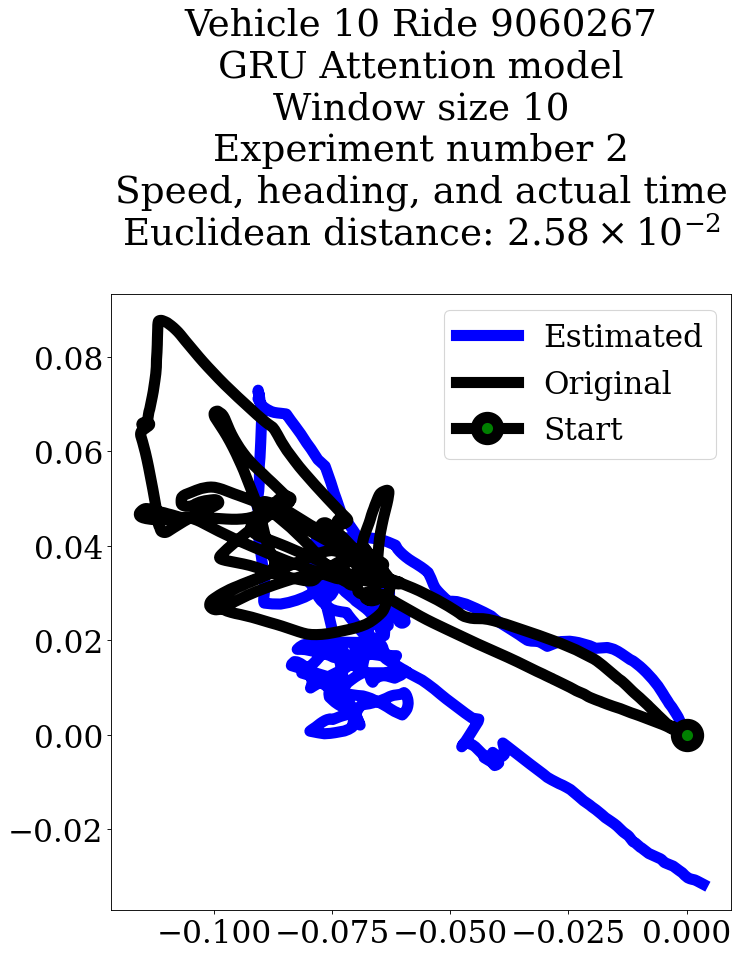 Vehicle 10 Ride 9060267
GRU Attention model
Window size 10
Experiment number 2
Speed, heading, and actual time
Euclidean distance: 2.58 × 10⁻²
Estimated
Original
Start
0.08
0.06
0.04
0.02
0.00
−0.02
−0.100 −0.075 −0.050 −0.025 0.000